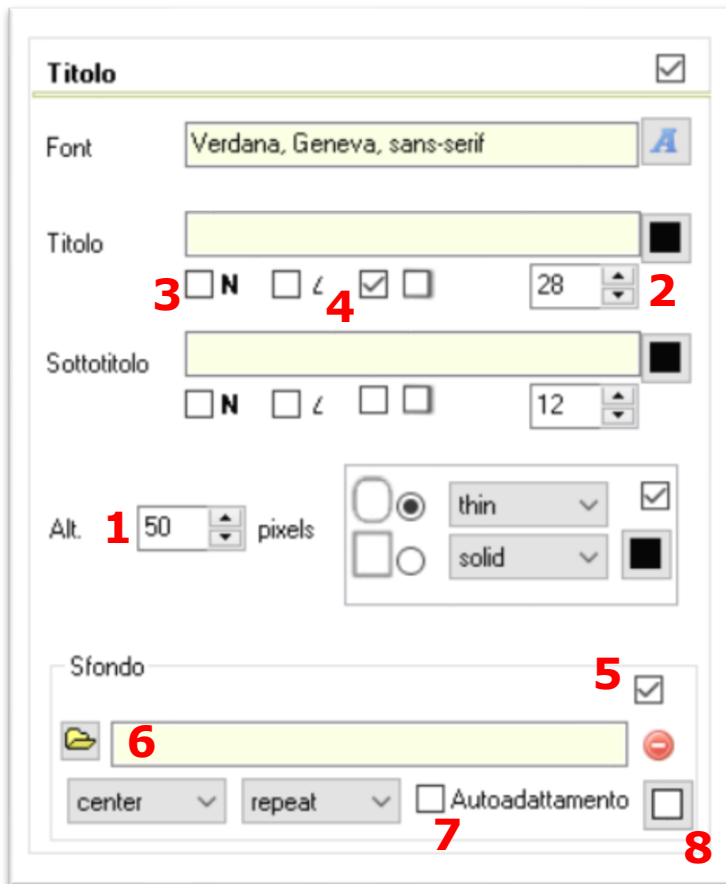 Titolo
Font Verdana, Geneva, sans-serif A
Titolo
3 N I 4 28 2
Sottotitolo
N I 12
Alt. 1 50 pixels
thin
solid
Sfondo
5
6
center repeat Autoadattamento
7 8